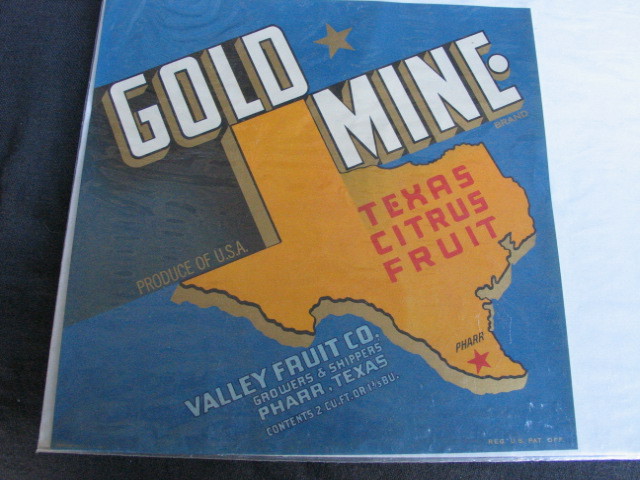 GOLD
MINE
BRAND
TEXAS
CITRUS
FRUIT
PRODUCE OF U.S.A.
PHARR
VALLEY FRUIT CO.
GROWERS & SHIPPERS
PHARR, TEXAS
CONTENTS 2 CU. FT. OR 1 3/5 BU.
REG. U.S. PAT. OFF.